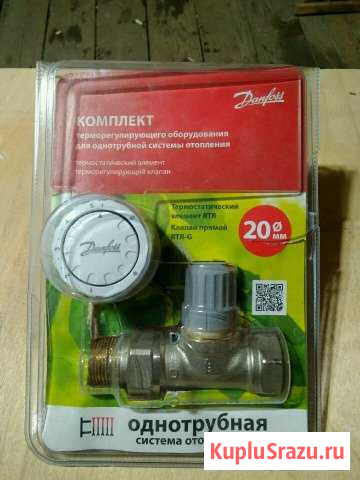 Danfoss
КОМПЛЕКТ
терморегулирующего оборудования
для однотрубной системы отопления
термостатический элемент
терморегулирующий клапан
Термостатический
элемент RTR
Клапан прямой
RTR-G
20 ø
мм
Danfoss
однотрубная
система
KupluSrazu.ru